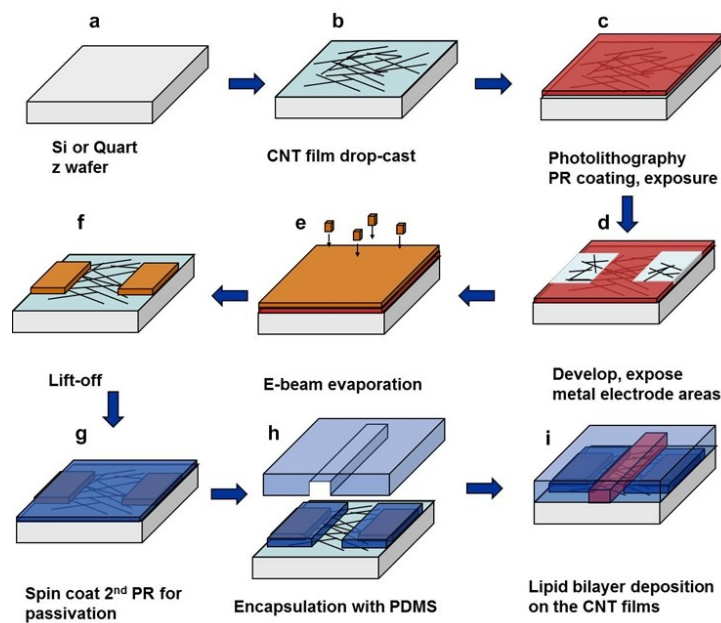 a
b
c
Si or Quart
z wafer
CNT film drop-cast
Photolithography
PR coating, exposure
f
e
d
Lift-off
E-beam evaporation
Develop, expose
metal electrode areas
g
h
i
Spin coat 2nd PR for
passivation
Encapsulation with PDMS
Lipid bilayer deposition
on the CNT films